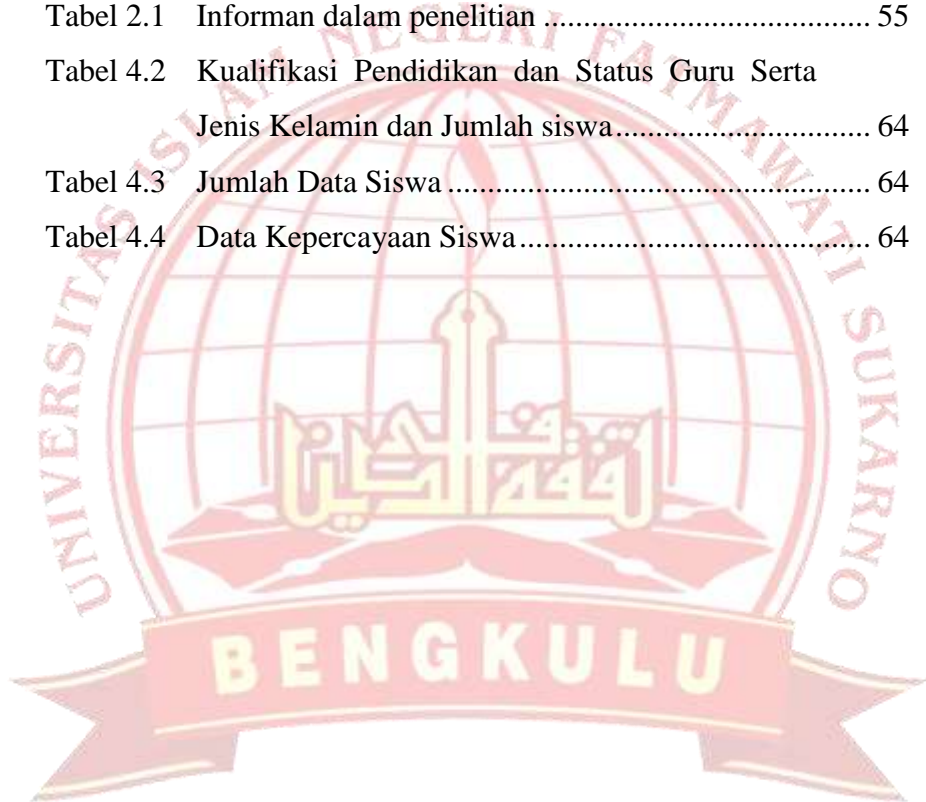 Tabel 2.1 Informan dalam penelitian ..................................... 55
Tabel 4.2 Kualifikasi Pendidikan dan Status Guru Serta
Jenis Kelamin dan Jumlah siswa ............................. 64
Tabel 4.3 Jumlah Data Siswa ................................................ 64
Tabel 4.4 Data Kepercayaan Siswa ........................................ 64
UNIVERSITAS ISLAM NEGERI FATMAWATI SUKARNO
BENGKULU